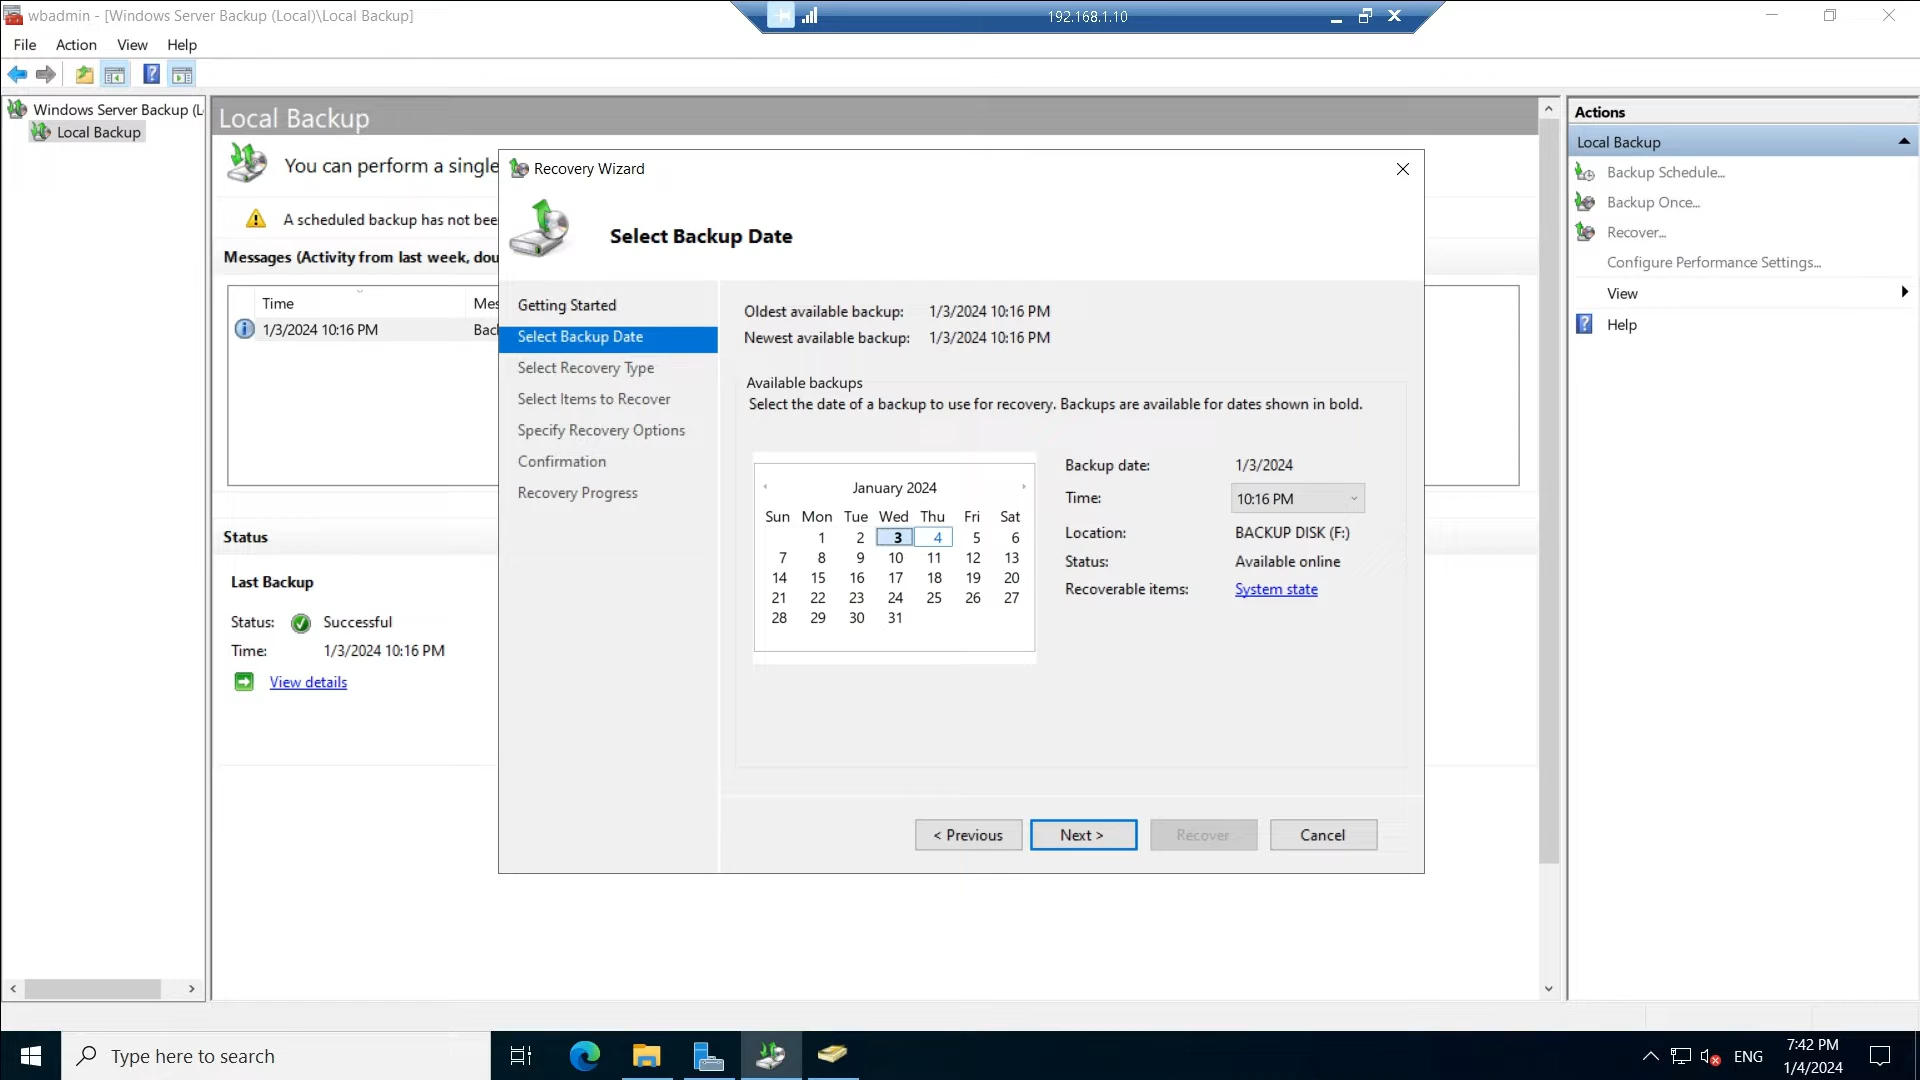 wbadmin - [Windows Server Backup (Local)\Local Backup]
192.168.1.10
File Action View Help
Windows Server Backup (L
Local Backup
Local Backup
You can perform a single
A scheduled backup has not bee
Messages (Activity from last week, dou
Time Mes
1/3/2024 10:16 PM Bac
Status
Last Backup
Status: Successful
Time: 1/3/2024 10:16 PM
View details
Recovery Wizard
Select Backup Date
Getting Started
Select Backup Date
Select Recovery Type
Select Items to Recover
Specify Recovery Options
Confirmation
Recovery Progress
Oldest available backup: 1/3/2024 10:16 PM
Newest available backup: 1/3/2024 10:16 PM
Available backups
Select the date of a backup to use for recovery. Backups are available for dates shown in bold.
January 2024
Sun Mon Tue Wed Thu Fri Sat
1 2 3 4 5 6
7 8 9 10 11 12 13
14 15 16 17 18 19 20
21 22 23 24 25 26 27
28 29 30 31
Backup date: 1/3/2024
Time: 10:16 PM
Location: BACKUP DISK (F:)
Status: Available online
Recoverable items: System state
< Previous Next > Recover Cancel
Actions
Local Backup
Backup Schedule...
Backup Once...
Recover...
Configure Performance Settings...
View
Help
Type here to search
ENG
7:42 PM
1/4/2024